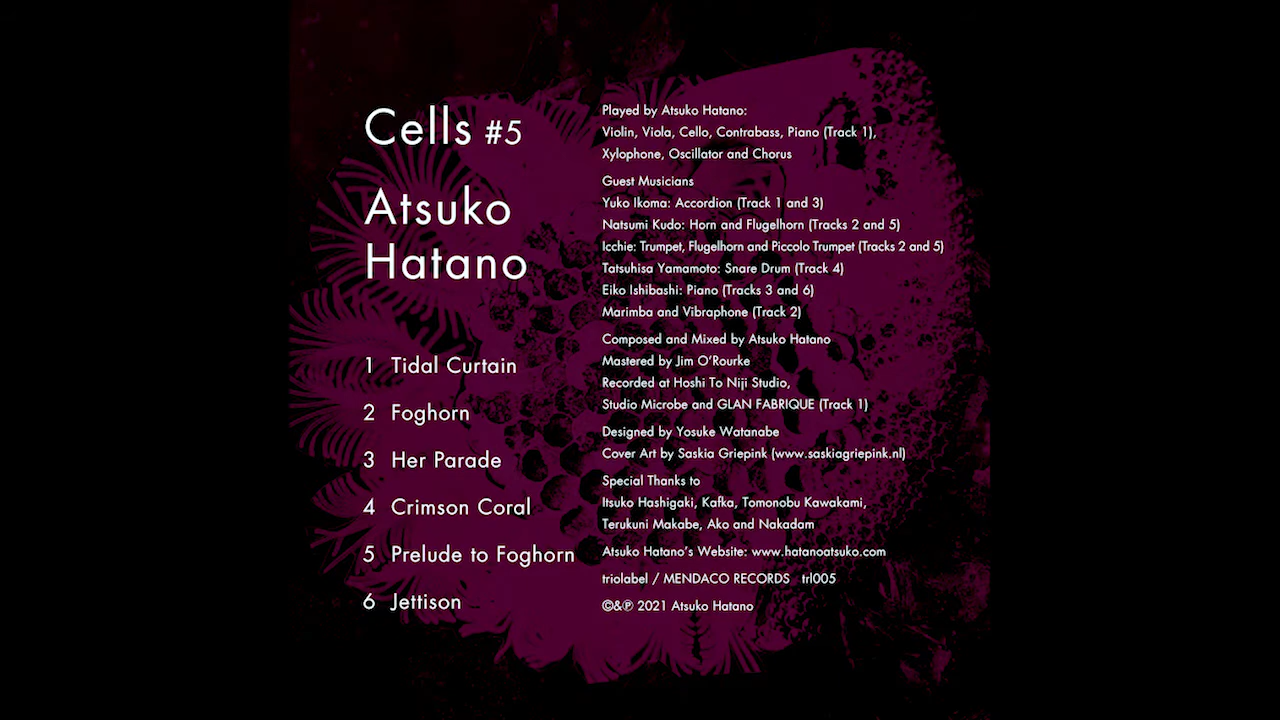 Cells #5
Atsuko
Hatano
1 Tidal Curtain
2 Foghorn
3 Her Parade
4 Crimson Coral
5 Prelude to Foghorn
6 Jettison
Played by Atsuko Hatano:
Violin, Viola, Cello, Contrabass, Piano (Track 1),
Xylophone, Oscillator and Chorus
Guest Musicians
Yuko Ikoma: Accordion (Track 1 and 3)
Natsumi Kudo: Horn and Flugelhorn (Tracks 2 and 5)
Icchie: Trumpet, Flugelhorn and Piccolo Trumpet (Tracks 2 and 5)
Tatsuhisa Yamamoto: Snare Drum (Track 4)
Eiko Ishibashi: Piano (Tracks 3 and 6)
Marimba and Vibraphone (Track 2)
Composed and Mixed by Atsuko Hatano
Mastered by Jim O'Rourke
Recorded at Hoshi To Niji Studio,
Studio Microbe and GLAN FABRIQUE (Track 1)
Designed by Yosuke Watanabe
Cover Art by Saskia Griepink (www.saskiagriepink.nl)
Special Thanks to
Itsuko Hashigaki, Kafka, Tomonobu Kawakami,
Terukuni Makabe, Ako and Nakadam
Atsuko Hatano's Website: www.hatanoatsuko.com
triolabel / MENDACO RECORDS trl005
©&℗ 2021 Atsuko Hatano